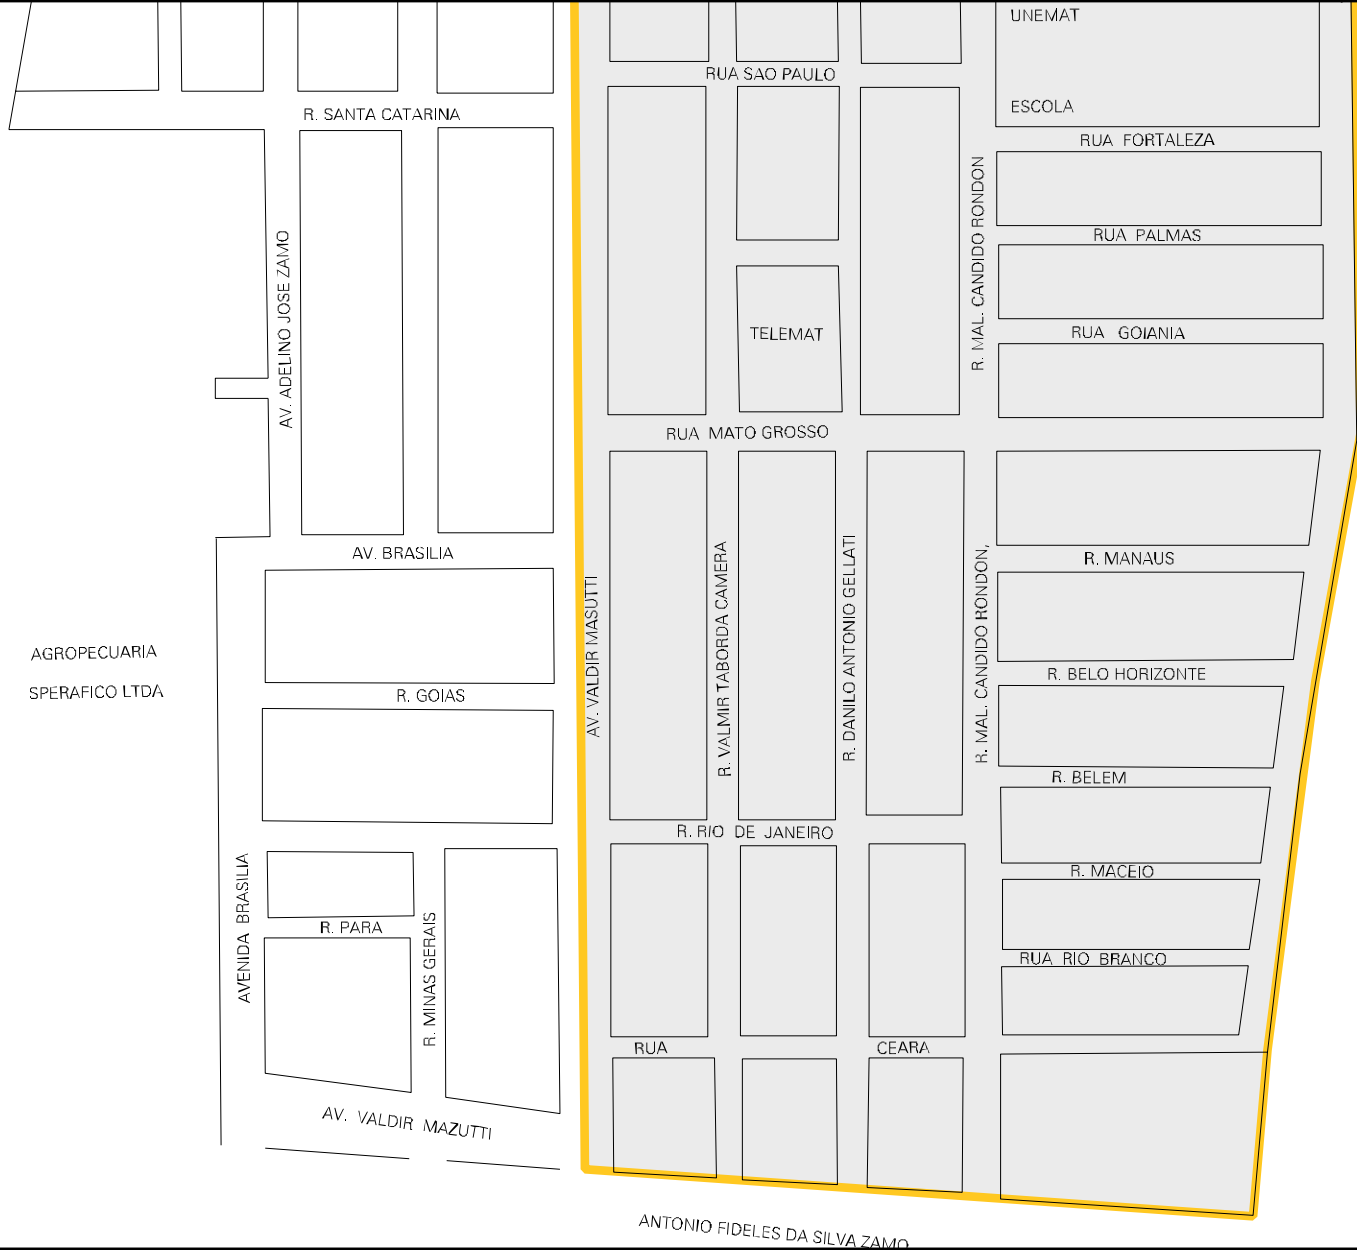 UNEMAT
RUA SAO PAULO
ESCOLA
R. SANTA CATARINA
RUA FORTALEZA
R. MAL. CANDIDO RONDON
RUA PALMAS
AV. ADELINO JOSE ZAMO
TELEMAT
RUA GOIANIA
RUA MATO GROSSO
AV. BRASILIA
R. MANAUS
AV. VALDIR MASUTTI
R. VALMIR TABORDA CAMERA
R. DANILO ANTONIO GELLATI
R. MAL. CANDIDO RONDON,
AGROPECUARIA
SPERAFICO LTDA
R. BELO HORIZONTE
R. GOIAS
R. BELEM
R. RIO DE JANEIRO
R. MACEIO
AVENIDA BRASILIA
R. PARA
R. MINAS GERAIS
RUA RIO BRANCO
RUA CEARA
AV. VALDIR MAZUTTI
ANTONIO FIDELES DA SILVA ZAMO